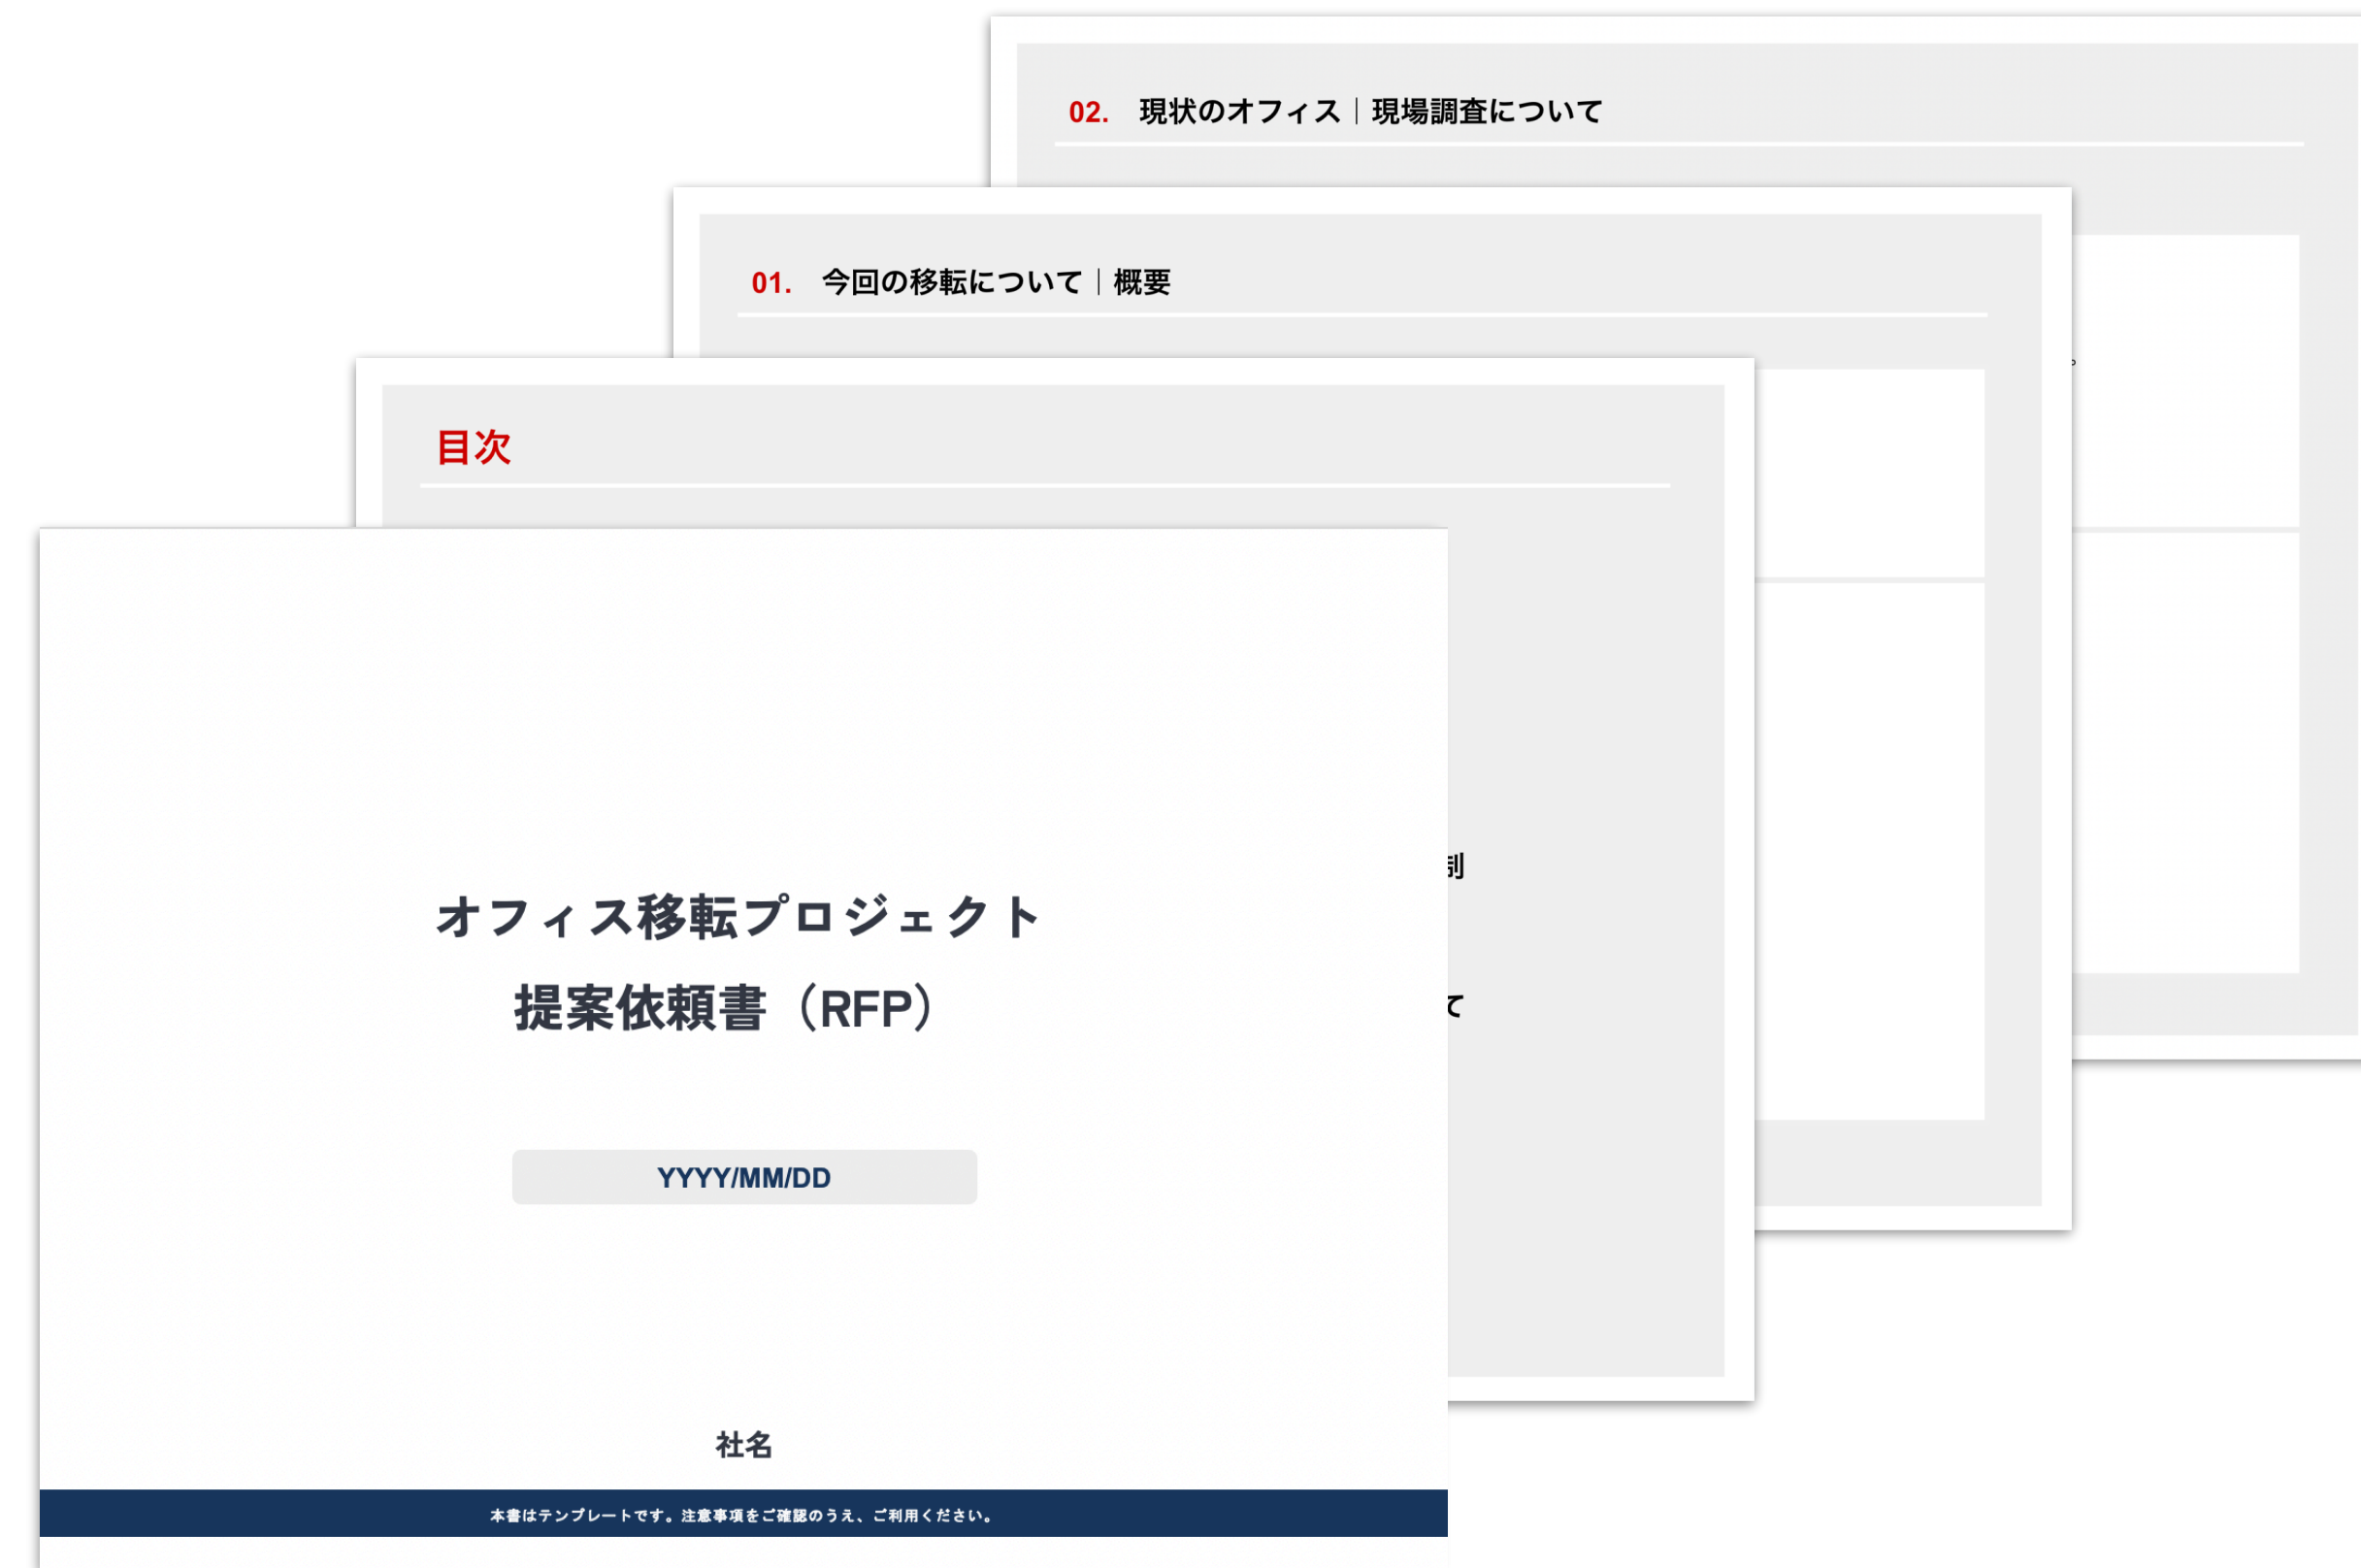 02. 現状のオフィス｜現場調査について
01. 今回の移転について｜概要
目次
制
て
オフィス移転プロジェクト
提案依頼書（RFP）
YYYY/MM/DD
社名
本書はテンプレートです。注意事項をご確認のうえ、ご利用ください。